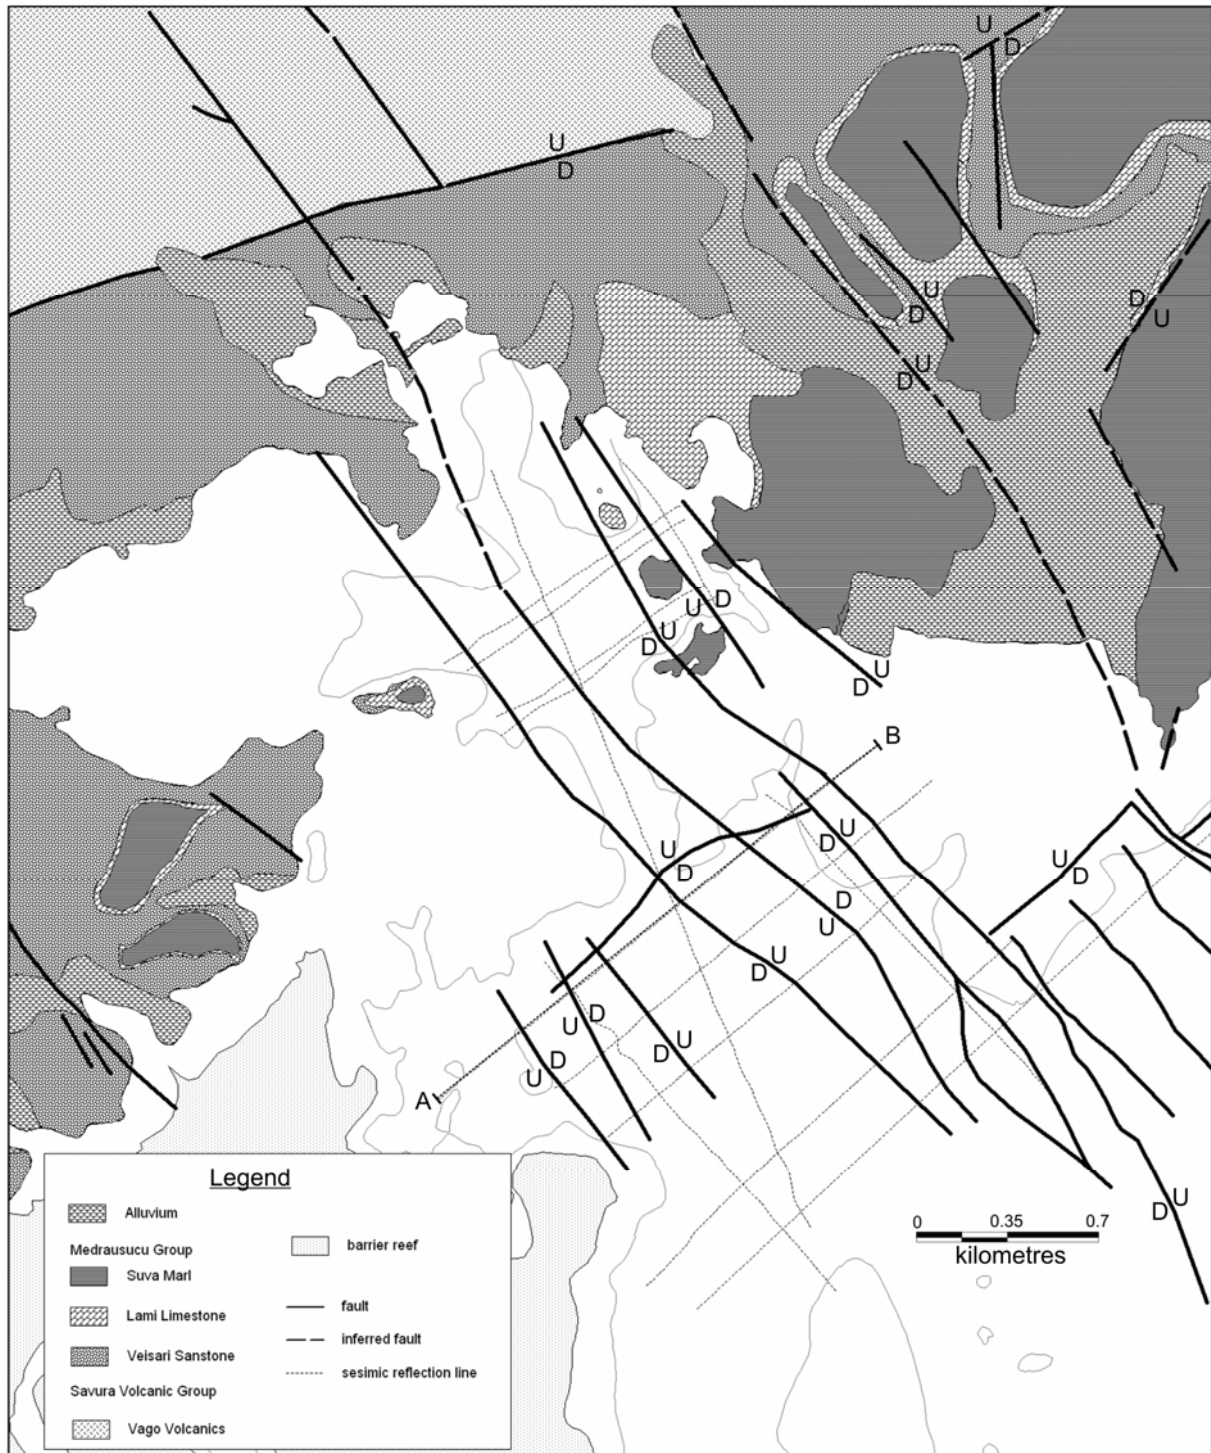 U
D
U
D
U
D
D
U
U
D
U
D
U
D
U
D
U
D
B
U
D
U
D
D
U
U
D
U
D
U
D
U
D
U
D
A
U
D
Legend
Alluvium
Medrausucu Group
Suva Marl
Lami Limestone
Veisari Sanstone
Savura Volcanic Group
Vago Volcanics
barrier reef
fault
inferred fault
sesimic reflection line
0 0.35 0.7
kilometres